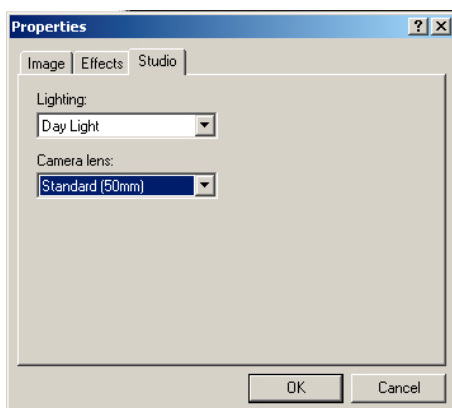 Properties
Image Effects Studio
Lighting:
Day Light
Camera lens:
Standard (50mm)
OK Cancel